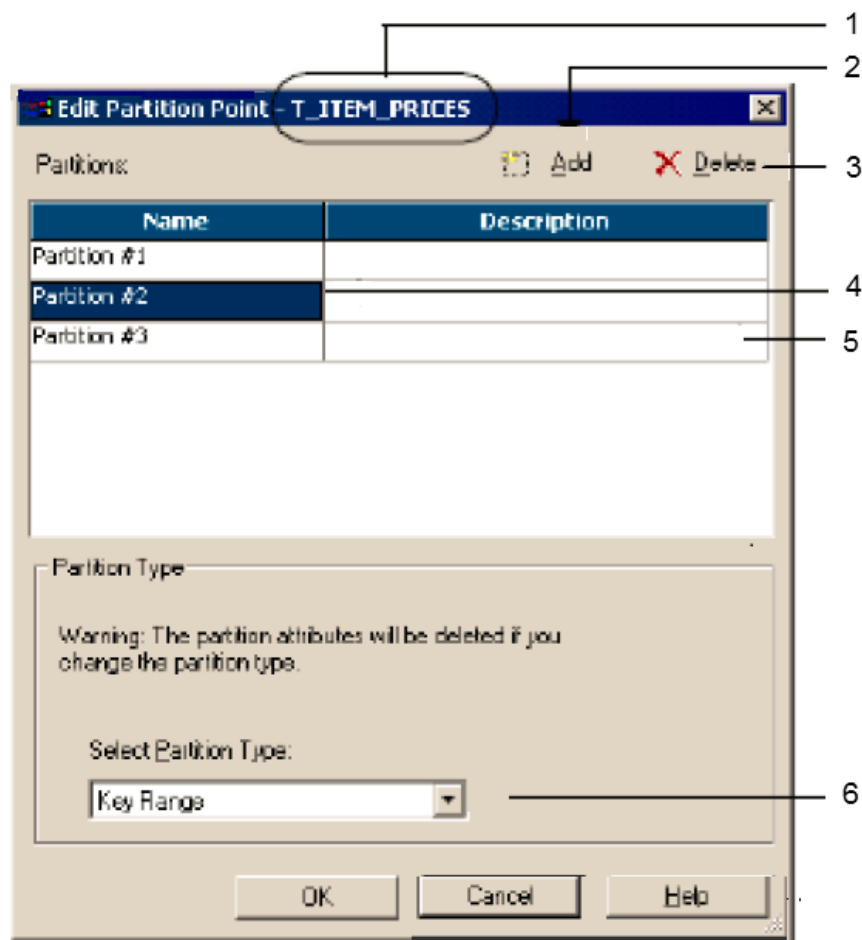 1
2
Edit Partition Point - T_ITEM_PRICES
Partitions: Add Delete 3
Name Description
Partition #1
Partition #2 4
Partition #3 5
Partition Type
Warning: The partition attributes will be deleted if you
change the partition type.
Select Partition Type:
Key Range 6
OK Cancel Help